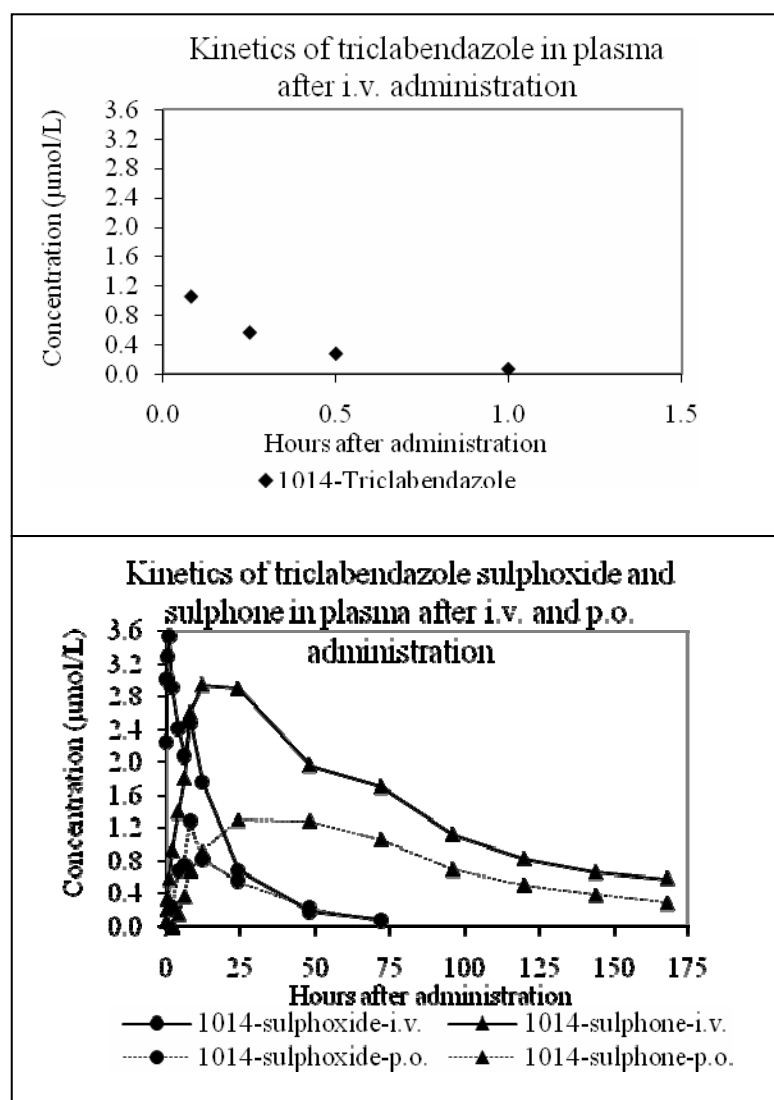 Kinetics of triclabendazole in plasma
after i.v. administration
Concentration (µmol/L)
3.6
3.2
2.8
2.4
2.0
1.6
1.2
0.8
0.4
0.0
0.0 0.5 1.0 1.5
Hours after administration
1014-Triclabendazole
Kinetics of triclabendazole sulphoxide and
sulphone in plasma after i.v. and p.o.
administration
Concentration (µmol/L)
3.6
3.2
2.8
2.4
2.0
1.6
1.2
0.8
0.4
0.0
0 25 50 75 100 125 150 175
Hours after administration
1014-sulphoxide-i.v. 1014-sulphone-i.v.
1014-sulphoxide-p.o. 1014-sulphone-p.o.